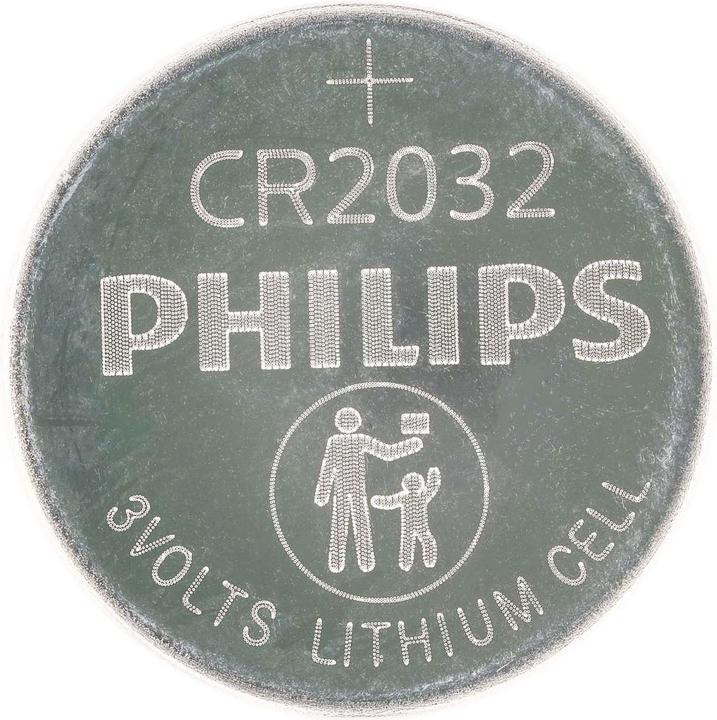 +
CR2032
PHILIPS
3VOLTS LITHIUM CELL